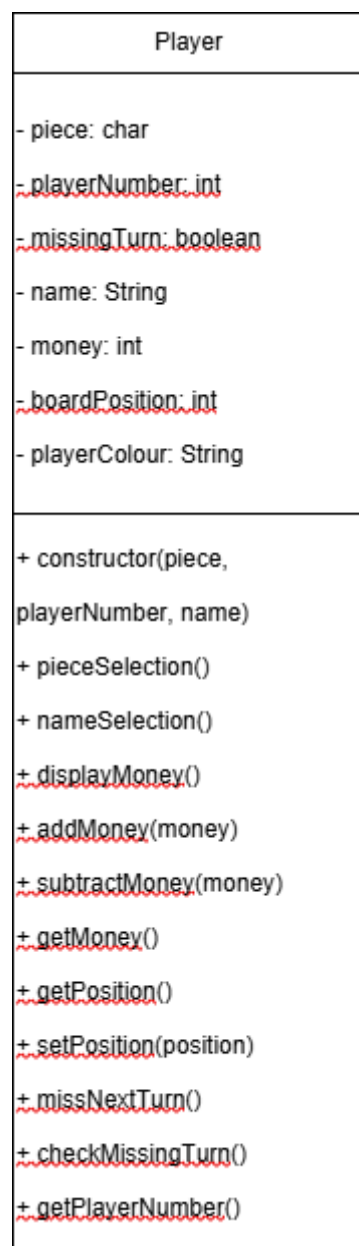 Player
- piece: char
- playerNumber: int
- missingTurn: boolean
- name: String
- money: int
- boardPosition: int
- playerColour: String
+ constructor(piece,
playerNumber, name)
+ pieceSelection()
+ nameSelection()
+ displayMoney()
+ addMoney(money)
+ subtractMoney(money)
+ getMoney()
+ getPosition()
+ setPosition(position)
+ missNextTurn()
+ checkMissingTurn()
+ getPlayerNumber()